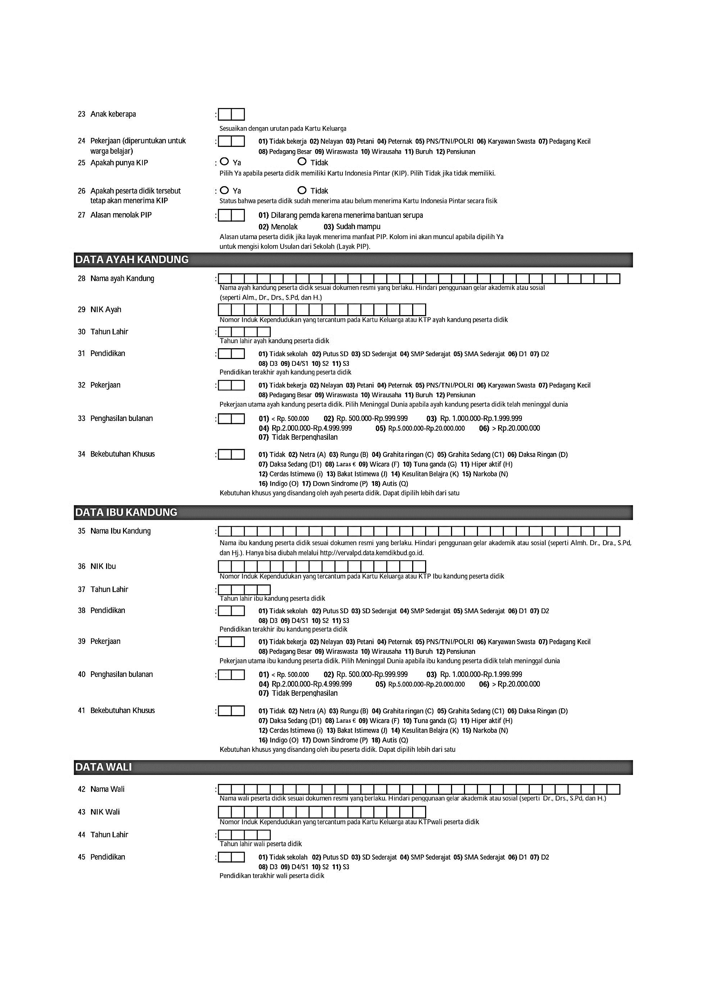 23 Anak keberapa :
Sesuaikan dengan urutan pada Kartu Keluarga
24 Pekerjaan (diperuntukan untuk : 01) Tidak bekerja 02) Nelayan 03) Petani 04) Peternak 05) PNS/TNI/POLRI 06) Karyawan Swasta 07) Pedagang Kecil
warga belajar) 08) Pedagang Besar 09) Wiraswasta 10) Wirausaha 11) Buruh 12) Pensiunan
25 Apakah punya KIP : Ya Tidak
Pilih Ya apabila peserta didik memiliki Kartu Indonesia Pintar (KIP). Pilih Tidak jika tidak memiliki.
26 Apakah peserta didik tersebut : Ya Tidak
tetap akan menerima KIP Status bahwa peserta didik sudah menerima atau belum menerima Kartu Indonesia Pintar secara fisik
27 Alasan menolak PIP : 01) Dilarang pemda karena menerima bantuan serupa
02) Menolak 03) Sudah mampu
Alasan utama peserta didik jika layak menerima manfaat PIP. Kolom ini akan muncul apabila dipilih Ya
untuk mengisi kolom Usulan dari Sekolah (Layak PIP).
DATA AYAH KANDUNG
28 Nama ayah Kandung :
Nama ayah kandung peserta didik sesuai dokumen resmi yang berlaku. Hindari penggunaan gelar akademik atau sosial
(seperti Alm., Dr., Drs., S.Pd, dan H.)
29 NIK Ayah
Nomor Induk Kependudukan yang tercantum pada Kartu Keluarga atau KTP ayah kandung peserta didik
30 Tahun Lahir :
Tahun lahir ayah kandung peserta didik
31 Pendidikan : 01) Tidak sekolah 02) Putus SD 03) SD Sederajat 04) SMP Sederajat 05) SMA Sederajat 06) D1 07) D2
08) D3 09) D4/S1 10) S2 11) S3
Pendidikan terakhir ayah kandung peserta didik
32 Pekerjaan : 01) Tidak bekerja 02) Nelayan 03) Petani 04) Peternak 05) PNS/TNI/POLRI 06) Karyawan Swasta 07) Pedagang Kecil
08) Pedagang Besar 09) Wiraswasta 10) Wirausaha 11) Buruh 12) Pensiunan
Pekerjaan utama ayah kandung peserta didik. Pilih Meninggal Dunia apabila ayah kandung peserta didik telah meninggal dunia
33 Penghasilan bulanan : 01) < Rp. 500.000 02) Rp. 500.000-Rp.999.999 03) Rp. 1.000.000-Rp.1.999.999
04) Rp.2.000.000-Rp.4.999.999 05) Rp.5.000.000-Rp.20.000.000 06) > Rp.20.000.000
07) Tidak Berpenghasilan
34 Bekebutuhan Khusus : 01) Tidak 02) Netra (A) 03) Rungu (B) 04) Grahita ringan (C) 05) Grahita Sedang (C1) 06) Daksa Ringan (D)
07) Daksa Sedang (D1) 08) Laras € 09) Wicara (F) 10) Tuna ganda (G) 11) Hiper aktif (H)
12) Cerdas Istimewa (i) 13) Bakat Istimewa (J) 14) Kesulitan Belajra (K) 15) Narkoba (N)
16) Indigo (O) 17) Down Sindrome (P) 18) Autis (Q)
Kebutuhan khusus yang disandang oleh ayah peserta didik. Dapat dipilih lebih dari satu
DATA IBU KANDUNG
35 Nama Ibu Kandung :
Nama ibu kandung peserta didik sesuai dokumen resmi yang berlaku. Hindari penggunaan gelar akademik atau sosial (seperti Almh. Dr., Dra., S.Pd,
dan Hj.). Hanya bisa diubah melalui http://vervalpd.data.kemdikbud.go.id.
36 NIK Ibu
Nomor Induk Kependudukan yang tercantum pada Kartu Keluarga atau KTP Ibu kandung peserta didik
37 Tahun Lahir :
Tahun lahir ibu kandung peserta didik
38 Pendidikan : 01) Tidak sekolah 02) Putus SD 03) SD Sederajat 04) SMP Sederajat 05) SMA Sederajat 06) D1 07) D2
08) D3 09) D4/S1 10) S2 11) S3
Pendidikan terakhir ibu kandung peserta didik
39 Pekerjaan : 01) Tidak bekerja 02) Nelayan 03) Petani 04) Peternak 05) PNS/TNI/POLRI 06) Karyawan Swasta 07) Pedagang Kecil
08) Pedagang Besar 09) Wiraswasta 10) Wirausaha 11) Buruh 12) Pensiunan
Pekerjaan utama ibu kandung peserta didik. Pilih Meninggal Dunia apabila ibu kandung peserta didik telah meninggal dunia
40 Penghasilan bulanan : 01) < Rp. 500.000 02) Rp. 500.000-Rp.999.999 03) Rp. 1.000.000-Rp.1.999.999
04) Rp.2.000.000-Rp.4.999.999 05) Rp.5.000.000-Rp.20.000.000 06) > Rp.20.000.000
07) Tidak Berpenghasilan
41 Bekebutuhan Khusus : 01) Tidak 02) Netra (A) 03) Rungu (B) 04) Grahita ringan (C) 05) Grahita Sedang (C1) 06) Daksa Ringan (D)
07) Daksa Sedang (D1) 08) Laras € 09) Wicara (F) 10) Tuna ganda (G) 11) Hiper aktif (H)
12) Cerdas Istimewa (i) 13) Bakat Istimewa (J) 14) Kesulitan Belajra (K) 15) Narkoba (N)
16) Indigo (O) 17) Down Sindrome (P) 18) Autis (Q)
Kebutuhan khusus yang disandang oleh ibu peserta didik. Dapat dipilih lebih dari satu
DATA WALI
42 Nama Wali :
Nama wali peserta didik sesuai dokumen resmi yang berlaku. Hindari penggunaan gelar akademik atau sosial (seperti Dr., Drs., S.Pd, dan H.)
43 NIK Wali
Nomor Induk Kependudukan yang tercantum pada Kartu Keluarga atau KTPwali peserta didik
44 Tahun Lahir :
Tahun lahir wali peserta didik
45 Pendidikan : 01) Tidak sekolah 02) Putus SD 03) SD Sederajat 04) SMP Sederajat 05) SMA Sederajat 06) D1 07) D2
08) D3 09) D4/S1 10) S2 11) S3
Pendidikan terakhir wali peserta didik